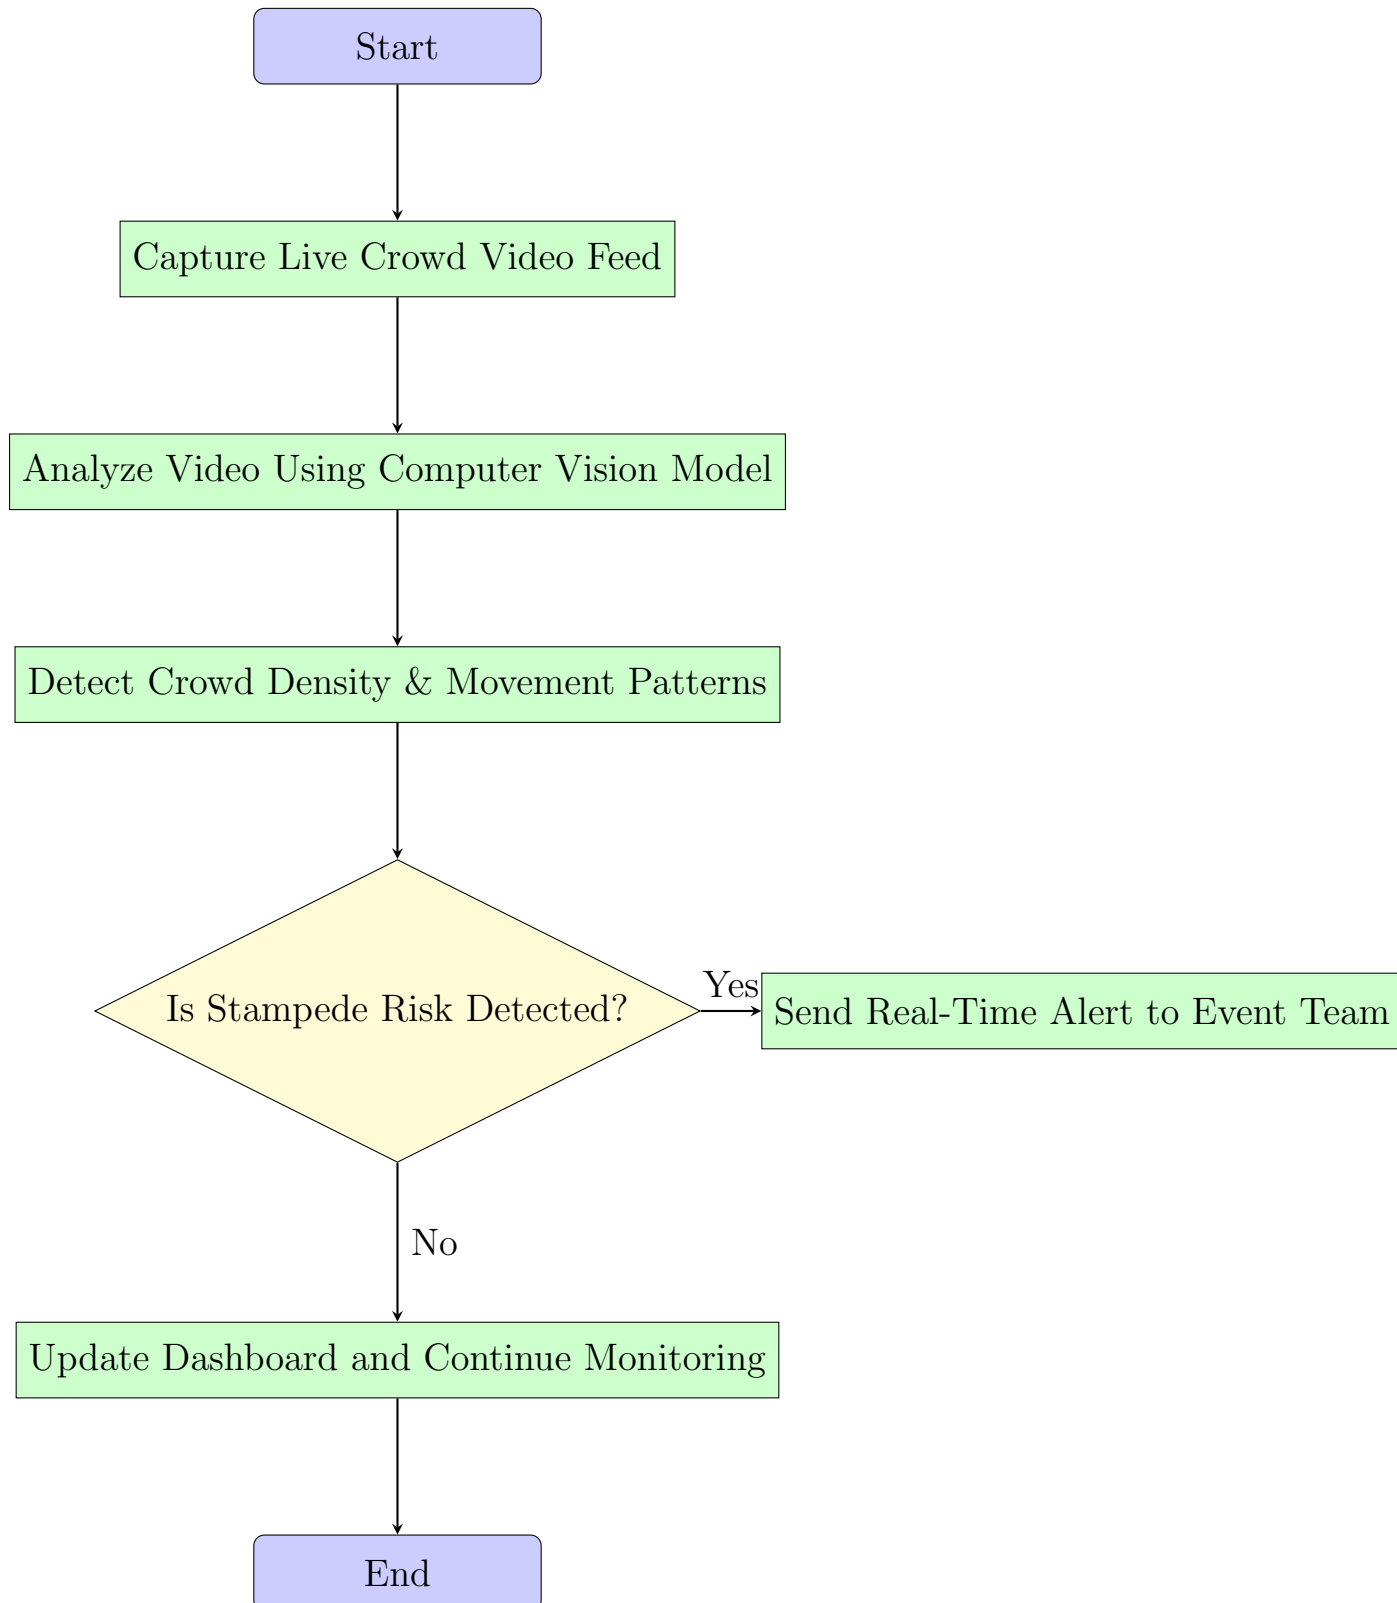 Start
Capture Live Crowd Video Feed
Analyze Video Using Computer Vision Model
Detect Crowd Density & Movement Patterns
Is Stampede Risk Detected?
Yes
Send Real-Time Alert to Event Team
No
Update Dashboard and Continue Monitoring
End